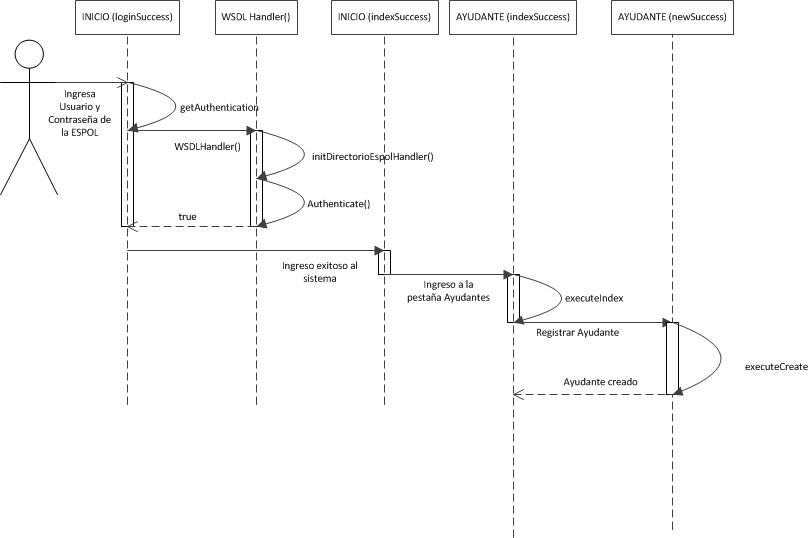 INICIO (loginSuccess)
WSDL Handler()
INICIO (indexSuccess)
AYUDANTE (indexSuccess)
AYUDANTE (newSuccess)
Ingresa
Usuario y
Contraseña de
la ESPOL
getAuthentication
WSDLHandler()
initDirectorioEspolHandler()
Authenticate()
true
Ingreso exitoso al
sistema
Ingreso a la
pestaña Ayudantes
executeIndex
Registrar Ayudante
executeCreate
Ayudante creado